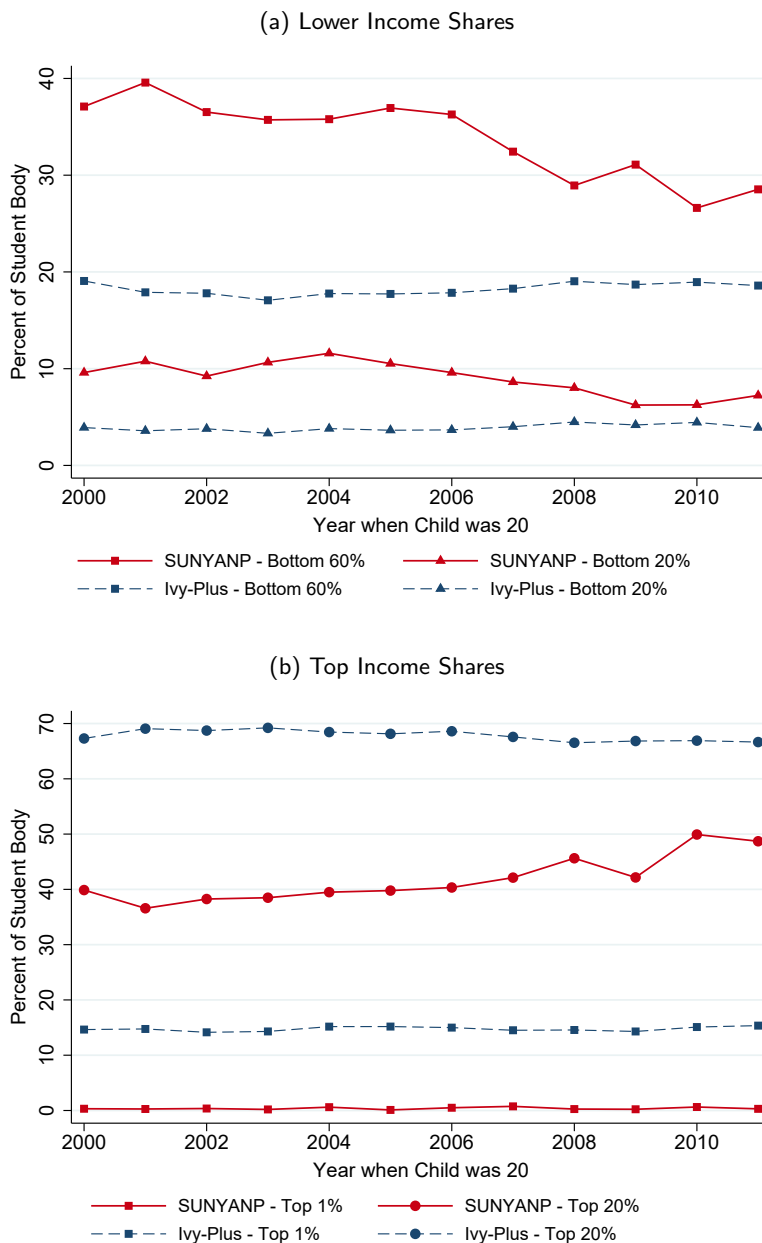 (a) Lower Income Shares
Percent of Student Body
40
30
20
10
0
2000 2002 2004 2006 2008 2010
Year when Child was 20
SUNYANP - Bottom 60% SUNYANP - Bottom 20%
Ivy-Plus - Bottom 60% Ivy-Plus - Bottom 20%
(b) Top Income Shares
Percent of Student Body
70
60
50
40
30
20
10
0
2000 2002 2004 2006 2008 2010
Year when Child was 20
SUNYANP - Top 1% SUNYANP - Top 20%
Ivy-Plus - Top 1% Ivy-Plus - Top 20%